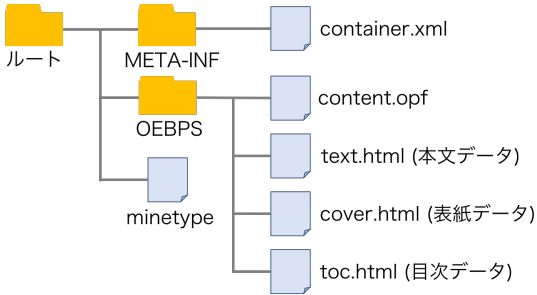 ルート
META-INF
container.xml
OEBPS
content.opf
text.html (本文データ)
minetype
cover.html (表紙データ)
toc.html (目次データ)